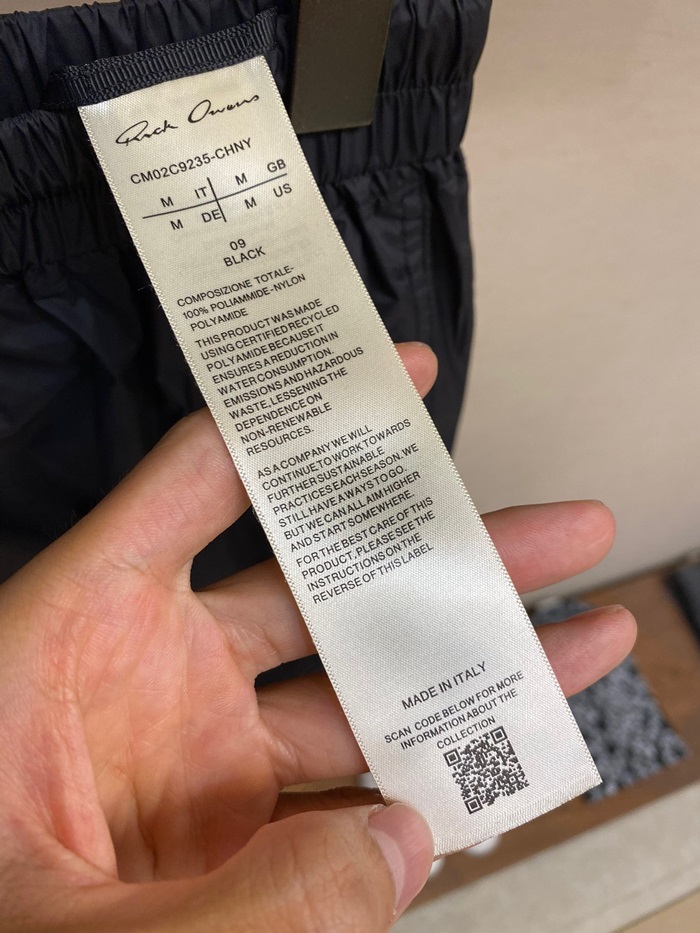 Rick Owens
CM02C9235-CHNY
M IT M GB
M DE M US
09
BLACK
COMPOSIZIONE TOTALE-
100% POLIAMMIDE-NYLON
POLYAMIDE
THIS PRODUCT WAS MADE
USING CERTIFIED RECYCLED
POLYAMIDE BECAUSE IT
ENSURES A REDUCTION IN
WATER CONSUMPTION.
EMISSIONS AND HAZARDOUS
WASTE, LESSENING THE
DEPENDENCE ON
NON-RENEWABLE
RESOURCES.
AS A COMPANY WE WILL
CONTINUE TO WORK TOWARDS
FURTHER SUSTAINABLE
PRACTICES EACH SEASON. WE
STILL HAVE A WAYS TO GO.
BUT WE CAN ALL AIM HIGHER
AND START SOMEWHERE.
FOR THE BEST CARE OF THIS
PRODUCT, PLEASE SEE THE
INSTRUCTIONS ON THE
REVERSE OF THIS LABEL
MADE IN ITALY
SCAN CODE BELOW FOR MORE
INFORMATION ABOUT THE
COLLECTION